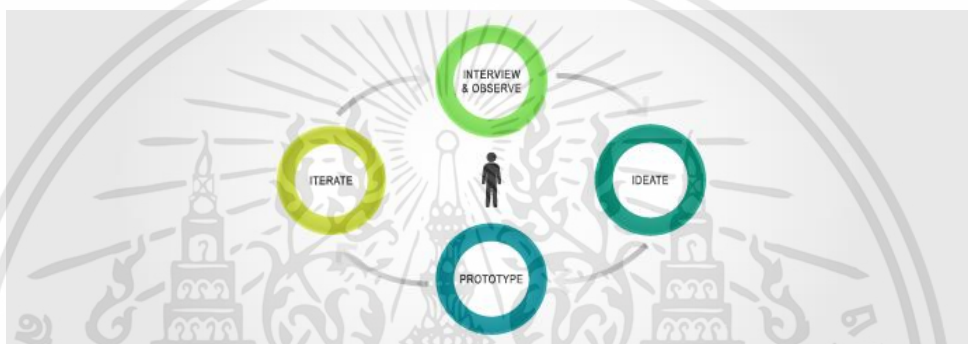 INTERVIEW
& OBSERVE
ITERATE
IDEATE
PROTOTYPE